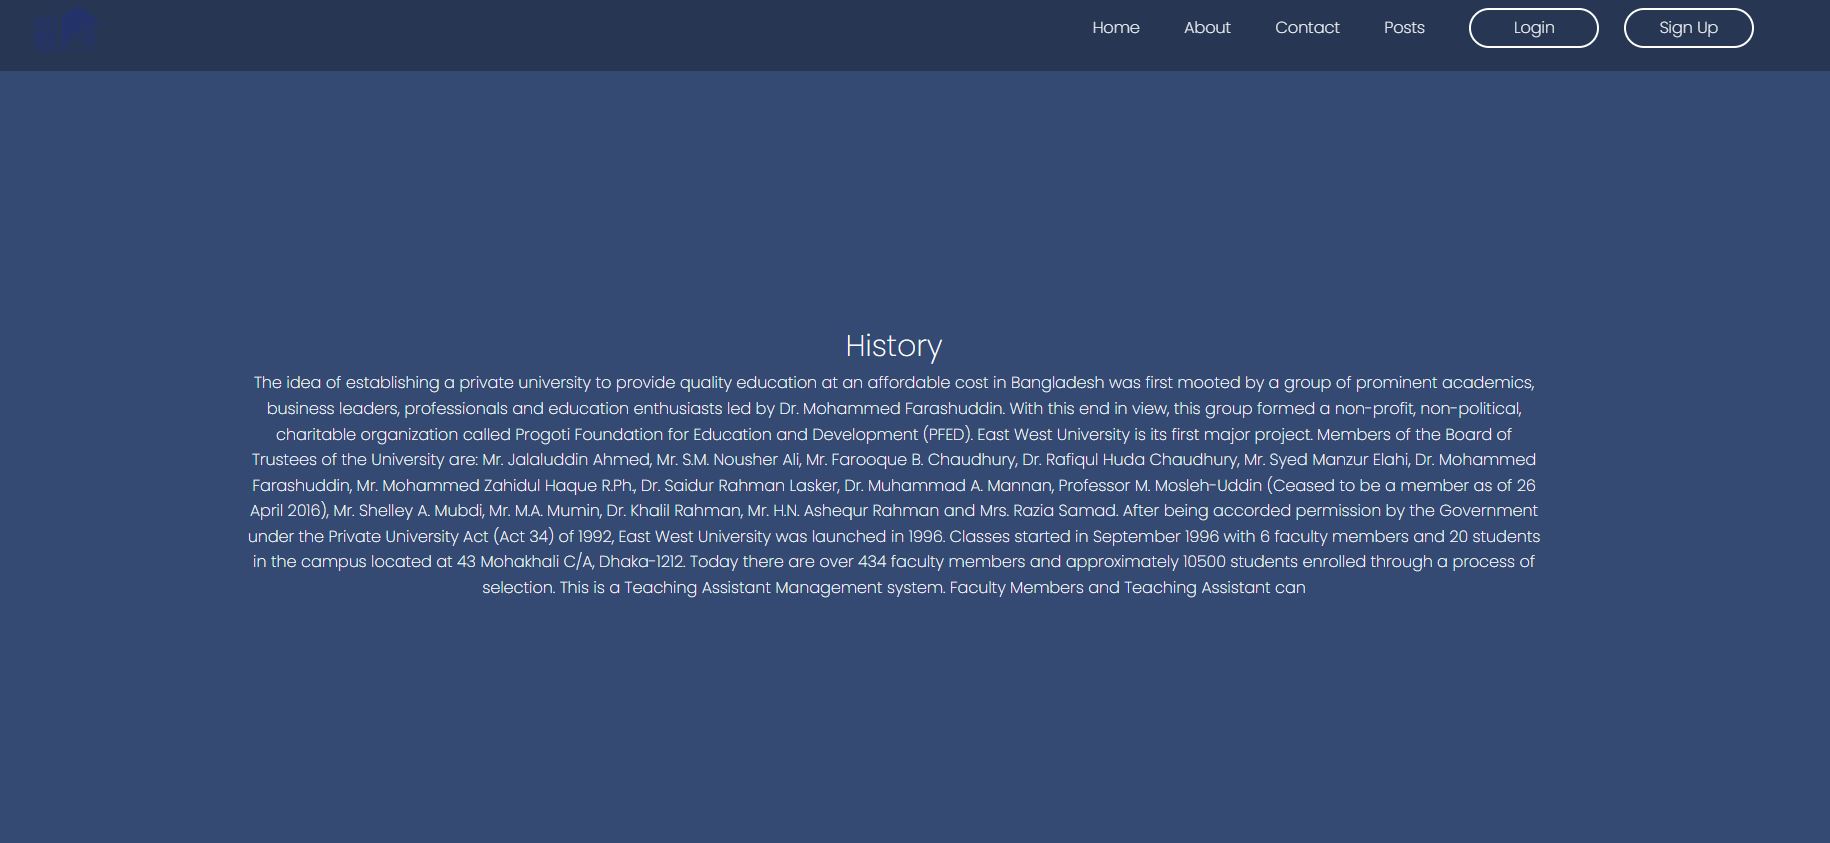 Home About Contact Posts Login Sign Up
History
The idea of establishing a private university to provide quality education at an affordable cost in Bangladesh was first mooted by a group of prominent academics,
business leaders, professionals and education enthusiasts led by Dr. Mohammed Farashuddin. With this end in view, this group formed a non-profit, non-political,
charitable organization called Progoti Foundation for Education and Development (PFED). East West University is its first major project. Members of the Board of
Trustees of the University are: Mr. Jalaluddin Ahmed, Mr. S.M. Nousher Ali, Mr. Farooque B. Chaudhury, Dr. Rafiqul Huda Chaudhury, Mr. Syed Manzur Elahi, Dr. Mohammed
Farashuddin, Mr. Mohammed Zahidul Haque R.Ph., Dr. Saidur Rahman Lasker, Dr. Muhammad A. Mannan, Professor M. Mosleh-Uddin (Ceased to be a member as of 26
April 2016), Mr. Shelley A. Mubdi, Mr. M.A. Mumin, Dr. Khalil Rahman, Mr. H.N. Ashequr Rahman and Mrs. Razia Samad. After being accorded permission by the Government
under the Private University Act (Act 34) of 1992, East West University was launched in 1996. Classes started in September 1996 with 6 faculty members and 20 students
in the campus located at 43 Mohakhali C/A, Dhaka-1212. Today there are over 434 faculty members and approximately 10500 students enrolled through a process of
selection. This is a Teaching Assistant Management system. Faculty Members and Teaching Assistant can